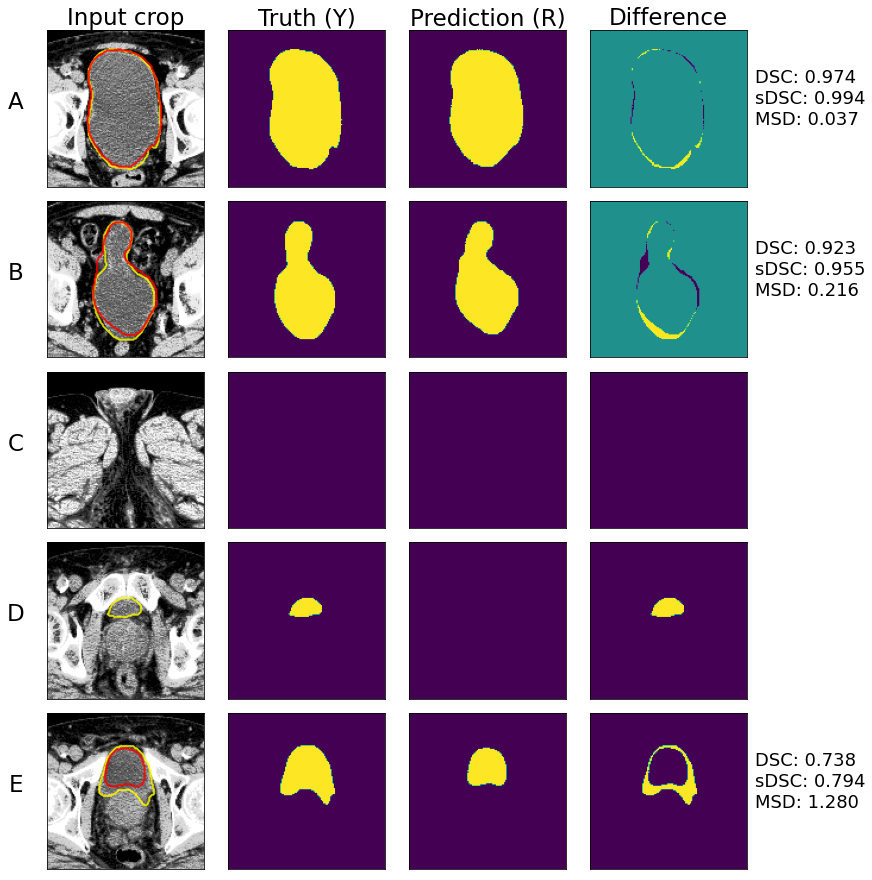 Input crop Truth (Y) Prediction (R) Difference
A
DSC: 0.974
sDSC: 0.994
MSD: 0.037
B
DSC: 0.923
sDSC: 0.955
MSD: 0.216
C
D
E
DSC: 0.738
sDSC: 0.794
MSD: 1.280